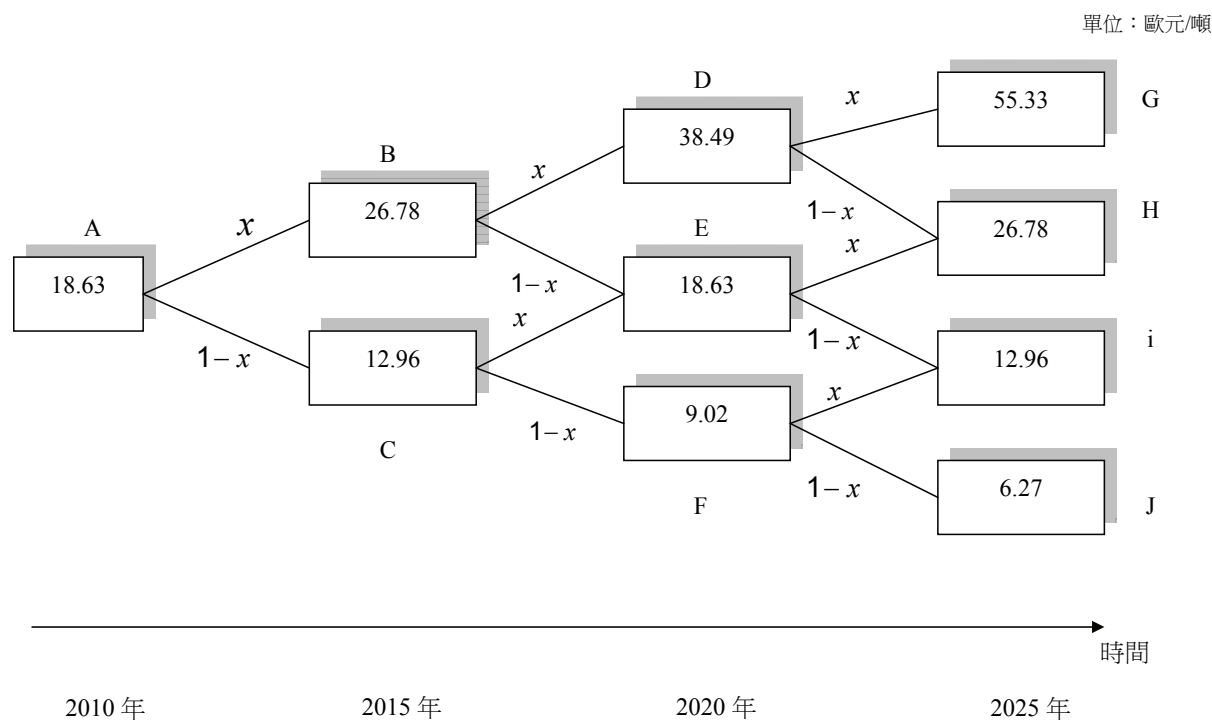 單位：歐元/噸
D
x
55.33
G
38.49
B
x
1−x
26.78
H
26.78
A
x
E
x
18.63
1−x
x
18.63
1−x
12.96
i
1−x
12.96
x
9.02
1−x
C
1−x
6.27
J
F
時間
2010 年
2015 年
2020 年
2025 年